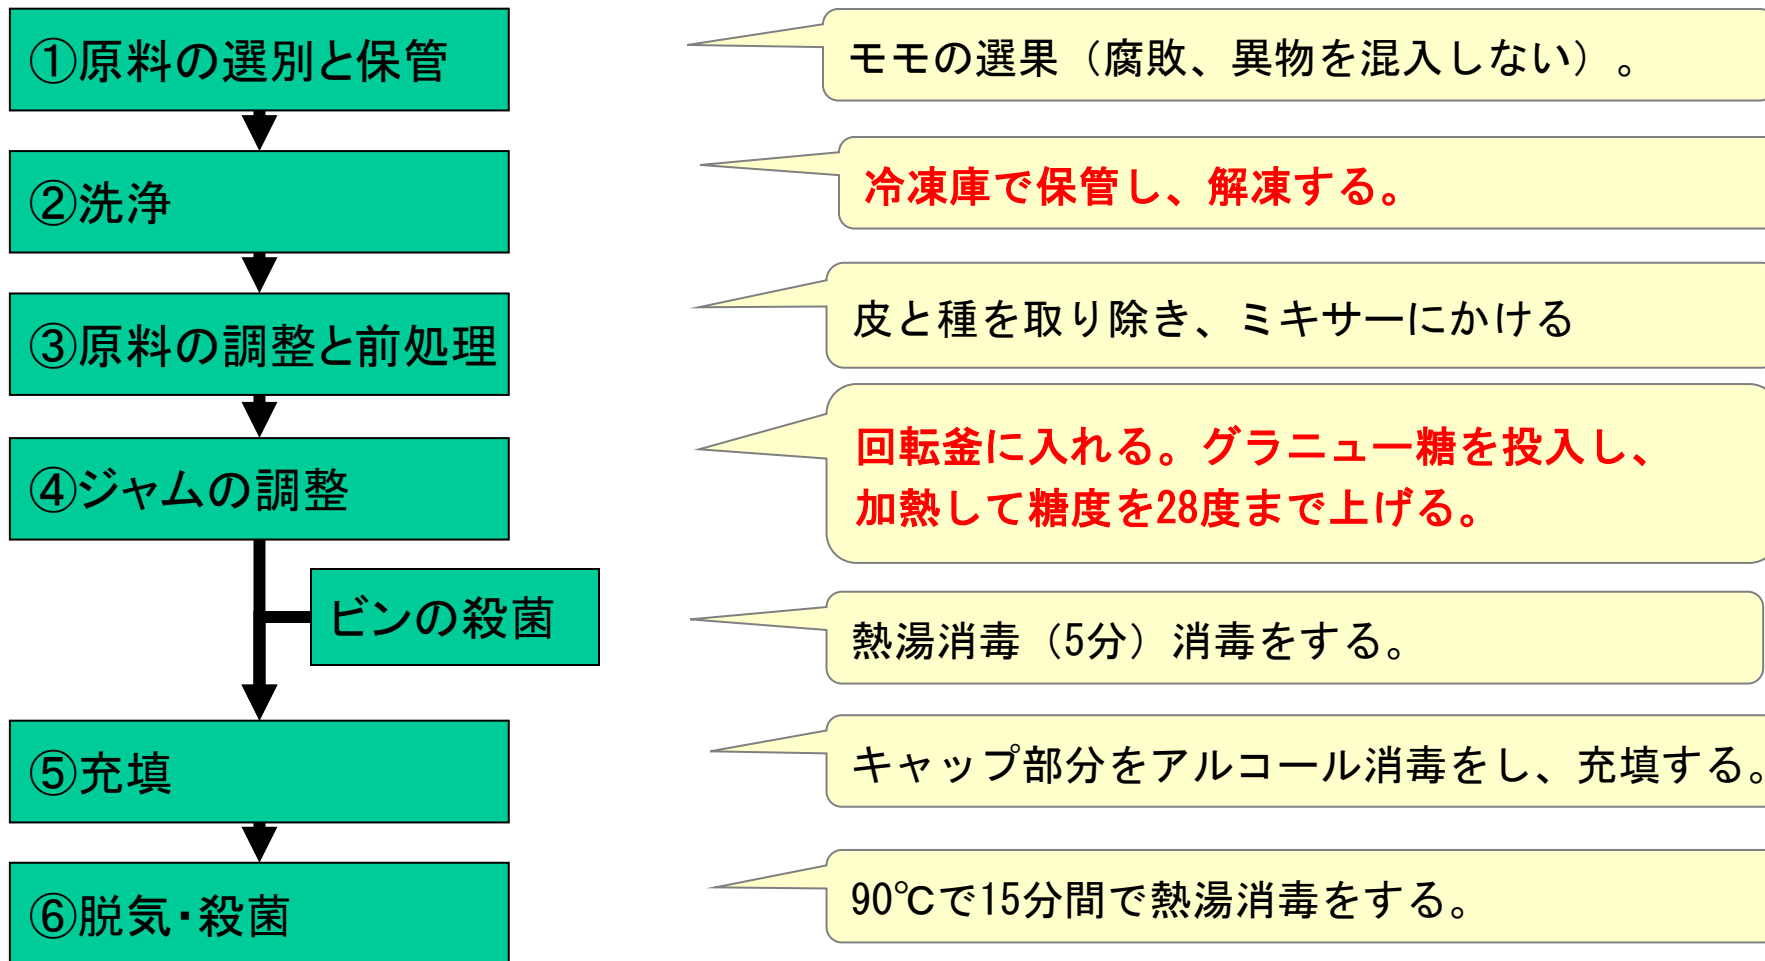 ①原料の選別と保管
モモの選果（腐敗、異物を混入しない）。
②洗浄
冷凍庫で保管し、解凍する。
③原料の調整と前処理
皮と種を取り除き、ミキサーにかける
④ジャムの調整
回転釜に入れる。グラニュー糖を投入し、
加熱して糖度を28度まで上げる。
ビンの殺菌
熱湯消毒（5分）消毒をする。
⑤充填
キャップ部分をアルコール消毒をし、充填する。
⑥脱気・殺菌
90℃で15分間で熱湯消毒をする。